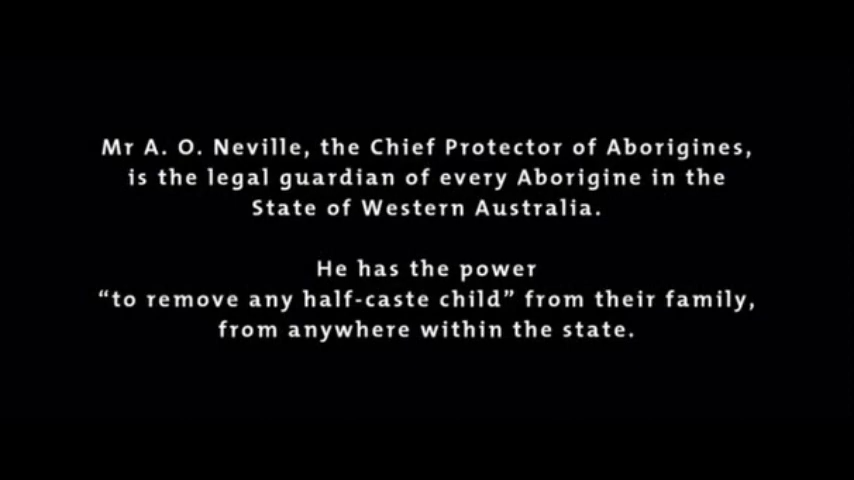 Mr A. O. Neville, the Chief Protector of Aborigines,
is the legal guardian of every Aborigine in the
State of Western Australia.
He has the power
“to remove any half-caste child” from their family,
from anywhere within the state.